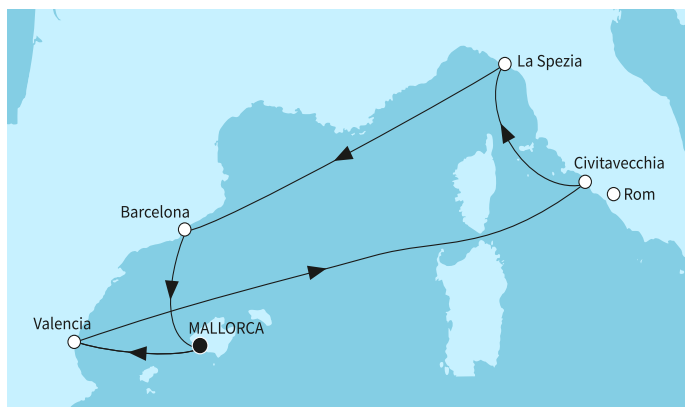 La Spezia
Civitavecchia
Rom
Barcelona
Valencia
MALLORCA